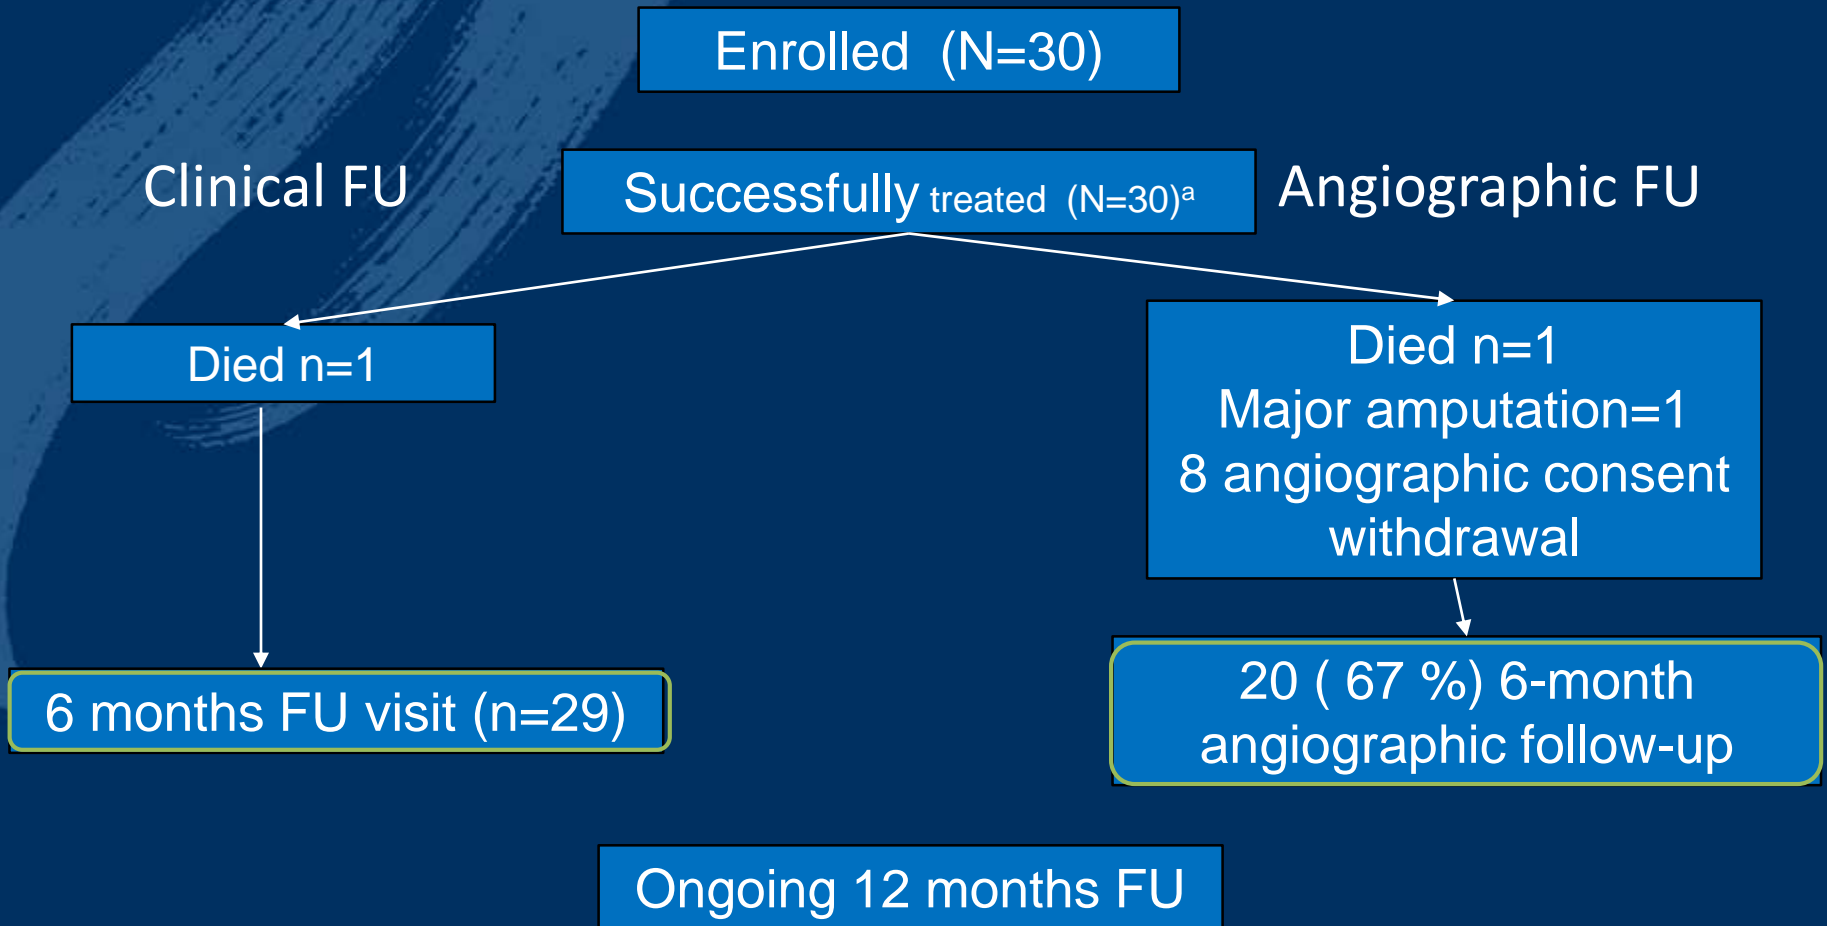 Enrolled (N=30)
Clinical FU
Successfully treated (N=30)ᵃ
Angiographic FU
Died n=1
Died n=1
Major amputation=1
8 angiographic consent
withdrawal
6 months FU visit (n=29)
20 ( 67 %) 6-month
angiographic follow-up
Ongoing 12 months FU